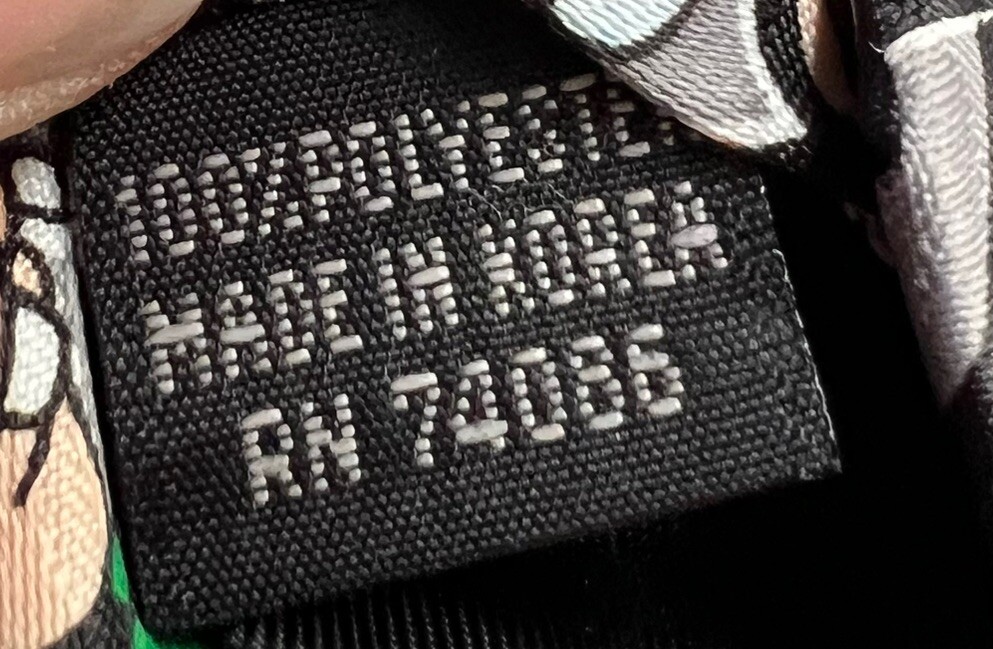 100%POLYESTER
MADE IN KOREA
RN 74086